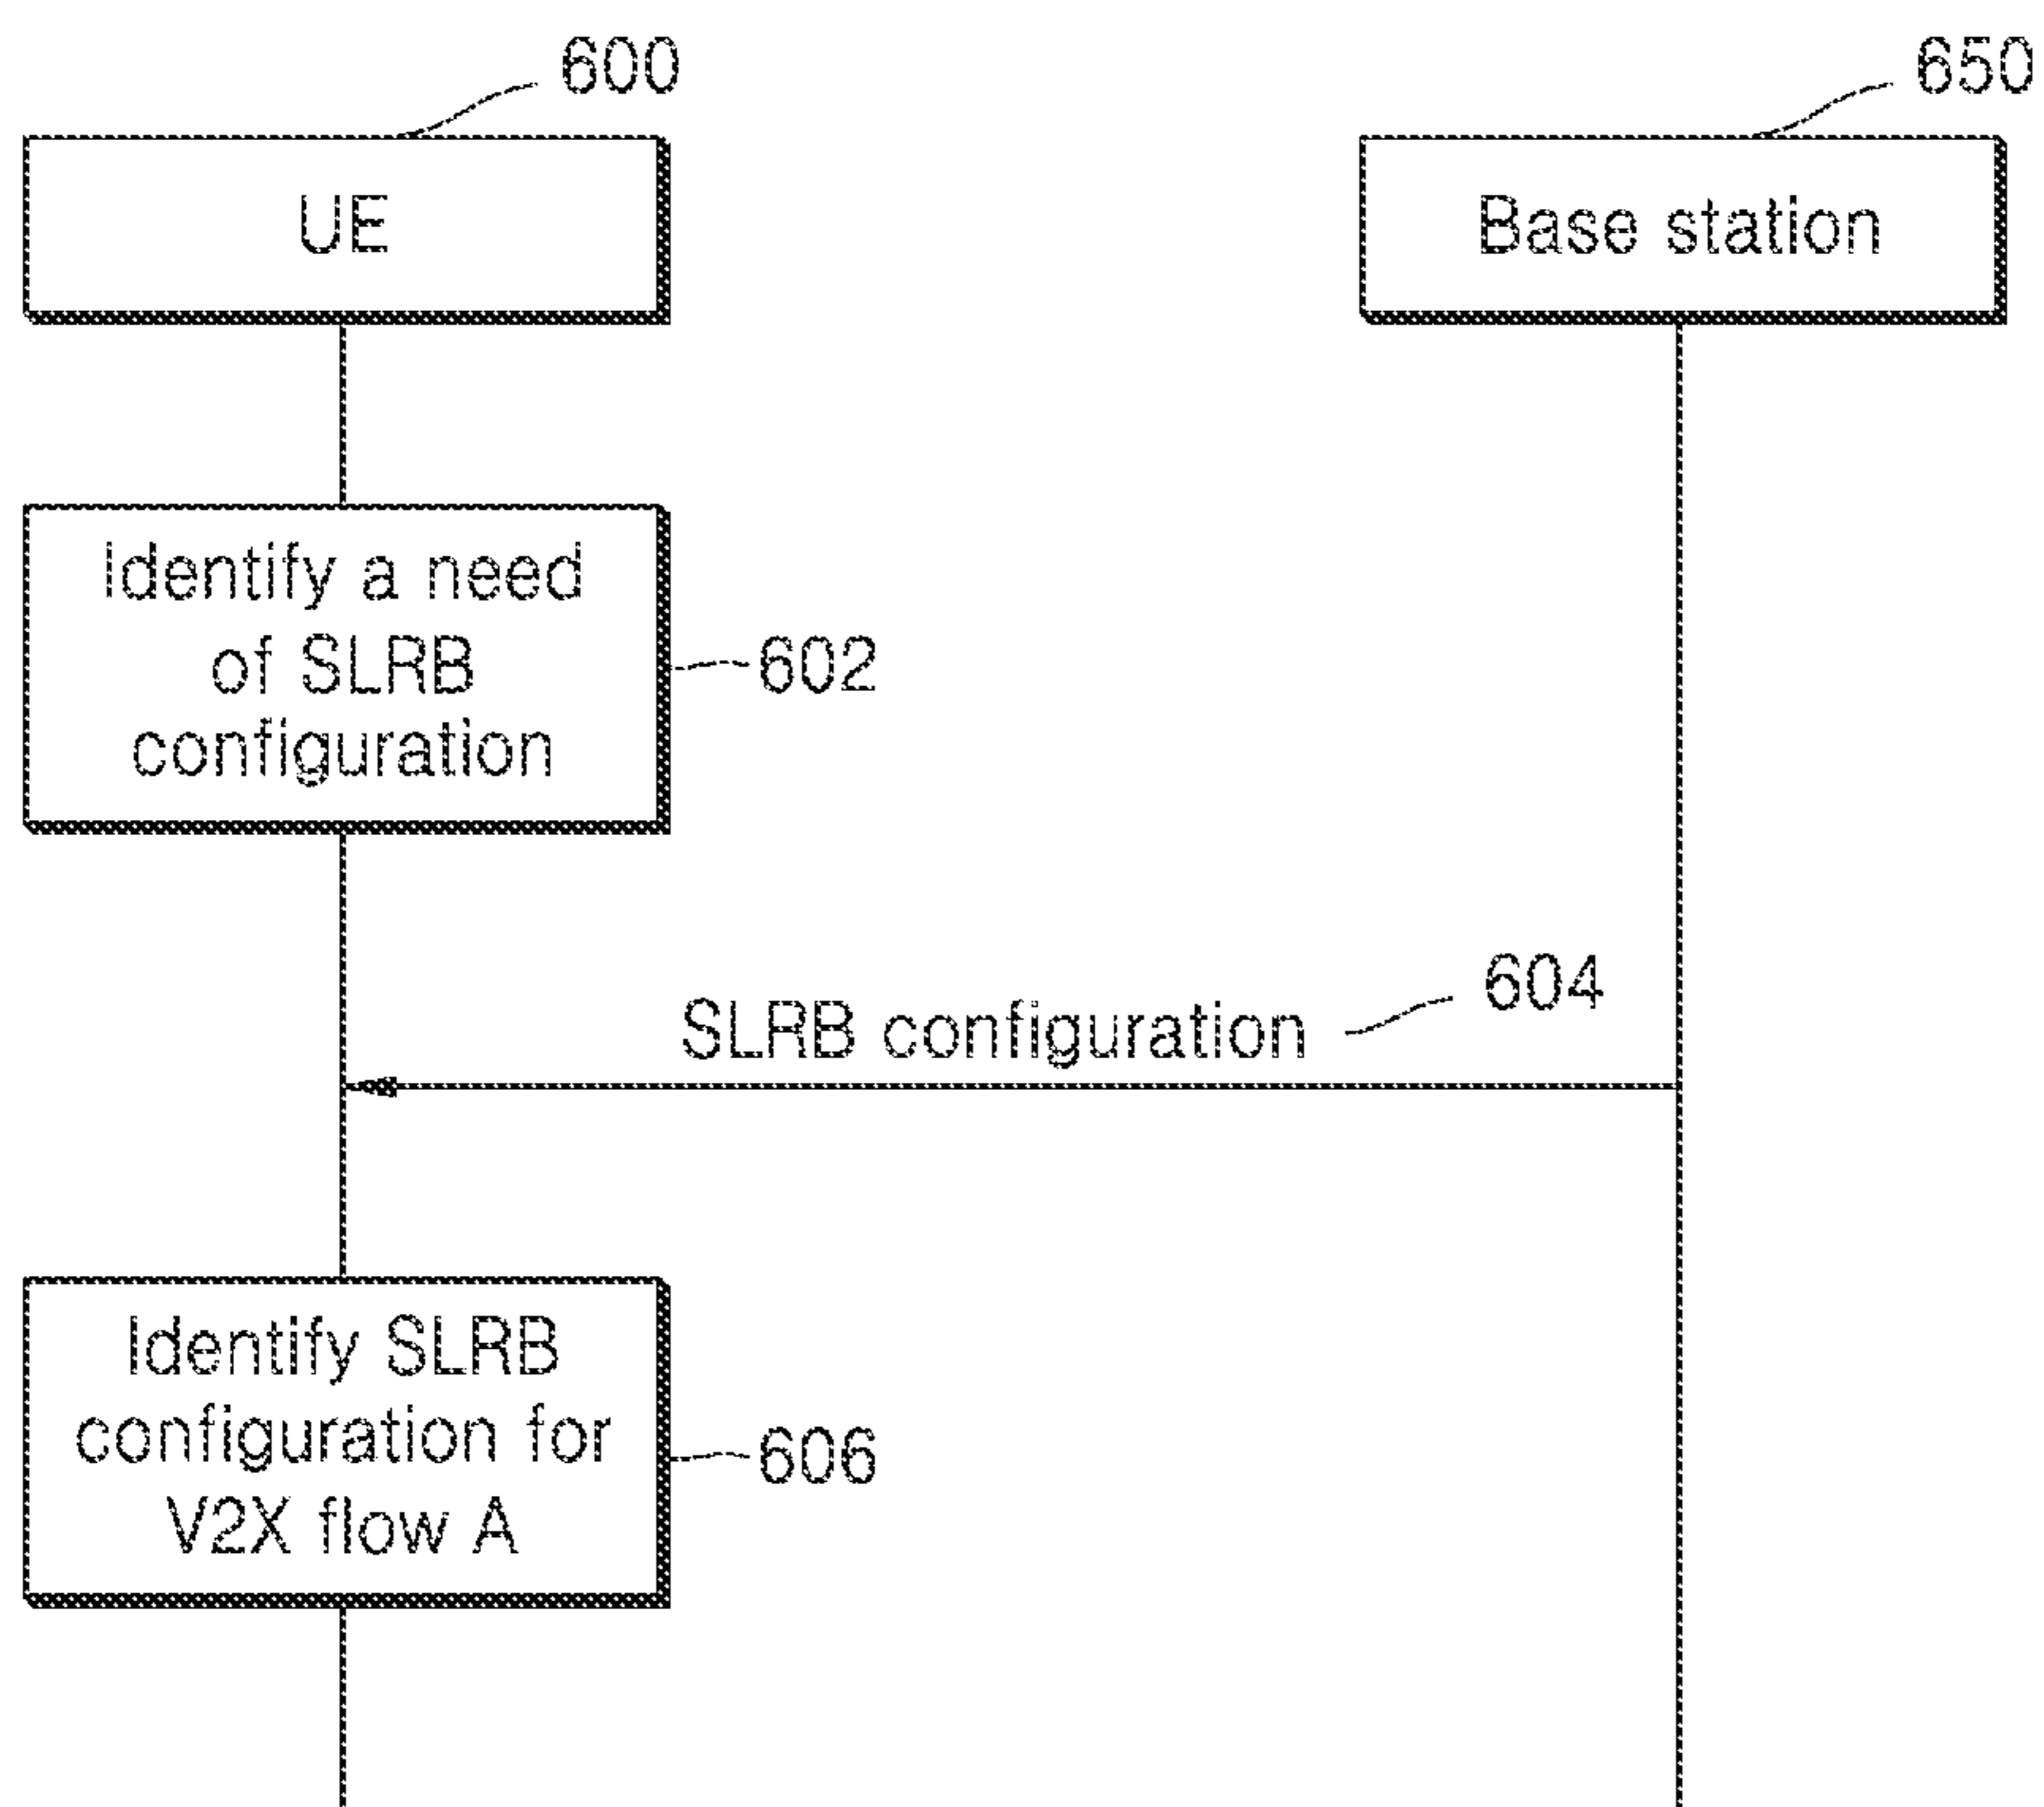 600
650
UE
Base station
Identify a need
of SLRB
configuration
602
604
SLRB configuration
Identify SLRB
configuration for
V2X flow A
606